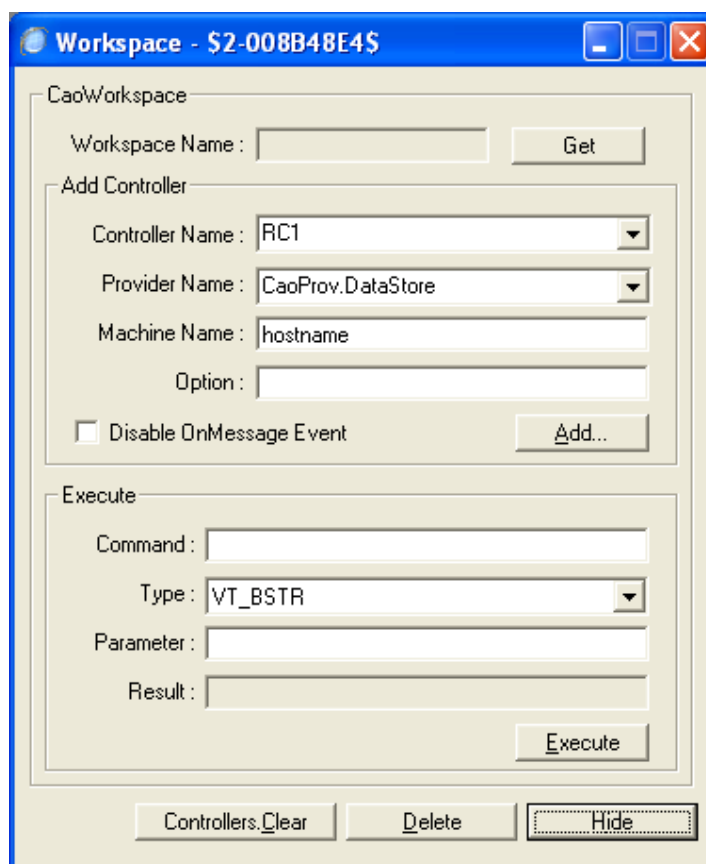 Workspace - $2-008B48E4$
CaoWorkspace
Workspace Name :
Get
Add Controller
Controller Name : RC1
Provider Name : CaoProv.DataStore
Machine Name : hostname
Option :
Disable OnMessage Event
Add...
Execute
Command :
Type : VT_BSTR
Parameter :
Result :
Execute
Controllers.Clear Delete Hide